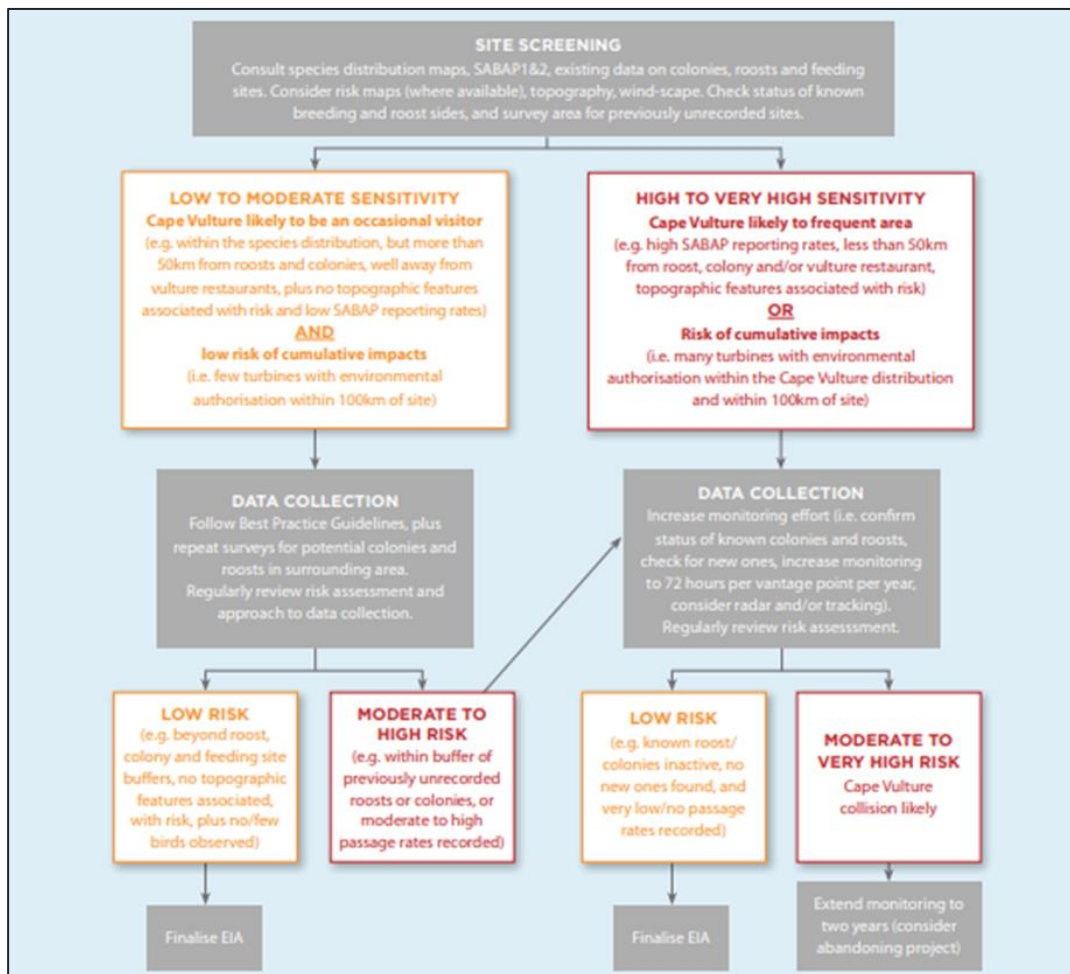 SITE SCREENING
Consult species distribution maps, SABAP1&2, existing data on colonies, roosts and feeding
sites. Consider risk maps (where available), topography, wind-scape. Check status of known
breeding and roost sides, and survey area for previously unrecorded sites.
LOW TO MODERATE SENSITIVITY
Cape Vulture likely to be an occasional visitor
(e.g. within the species distribution, but more than
50km from roosts and colonies, well away from
vulture restaurants, plus no topographic features
associated with risk and low SABAP reporting rates)
AND
low risk of cumulative impacts
(i.e. few turbines with environmental
authorisation within 100km of site)
HIGH TO VERY HIGH SENSITIVITY
Cape Vulture likely to frequent area
(e.g. high SABAP reporting rates, less than 50km
from roost, colony and/or vulture restaurant,
topographic features associated with risk)
OR
Risk of cumulative impacts
(i.e. many turbines with environmental
authorisation within the Cape Vulture distribution
and within 100km of site)
DATA COLLECTION
Follow Best Practice Guidelines, plus
repeat surveys for potential colonies and
roosts in surrounding area.
Regularly review risk assessment and
approach to data collection.
DATA COLLECTION
Increase monitoring effort (i.e. confirm
status of known colonies and roosts,
check for new ones, increase monitoring
to 72 hours per vantage point per year,
consider radar and/or tracking).
Regularly review risk assesssment.
LOW RISK
(e.g. beyond roost,
colony and feeding site
buffers, no topographic
features associated,
with risk, plus no/few
birds observed)
MODERATE TO
HIGH RISK
(e.g. within buffer of
previously unrecorded
roosts or colonies, or
moderate to high
passage rates recorded)
LOW RISK
(e.g. known roost/
colonies inactive, no
new ones found, and
very low/no passage
rates recorded)
MODERATE TO
VERY HIGH RISK
Cape Vulture
collision likely
Finalise EIA
Finalise EIA
Extend monitoring to
two years (consider
abandoning project)